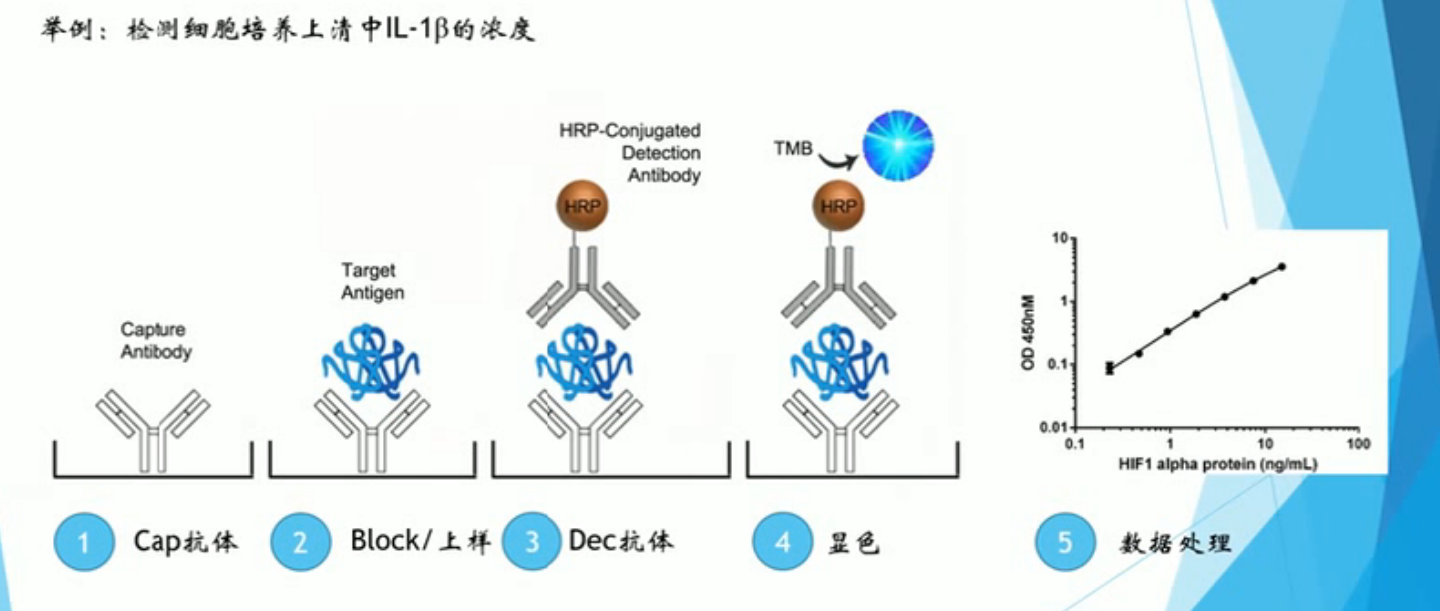 举例：检测细胞培养上清中IL-1β的浓度
Capture
Antibody
Target
Antigen
HRP-Conjugated
Detection
Antibody
HRP
TMB
HRP
10
1
0.1
0.01
OD 450nM
0.1
1
10
100
HIF1 alpha protein (ng/mL)
1 Cap抗体
2 Block/上样
3 Dec抗体
4 显色
5 数据处理